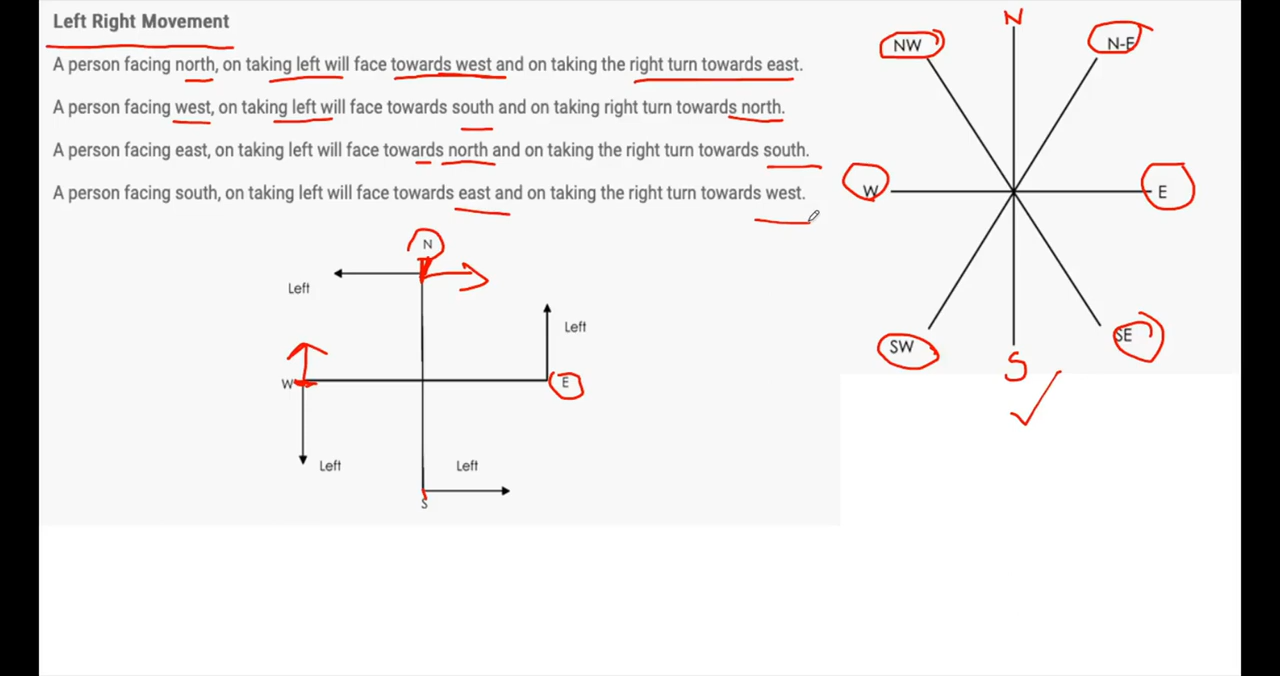 Left Right Movement
A person facing north, on taking left will face towards west and on taking the right turn towards east.
A person facing west, on taking left will face towards south and on taking right turn towards north.
A person facing east, on taking left will face towards north and on taking the right turn towards south.
A person facing south, on taking left will face towards east and on taking the right turn towards west.
N
Left
Left
W
E
Left
Left
S
N
NW
N-E
W
E
SW
SE
S